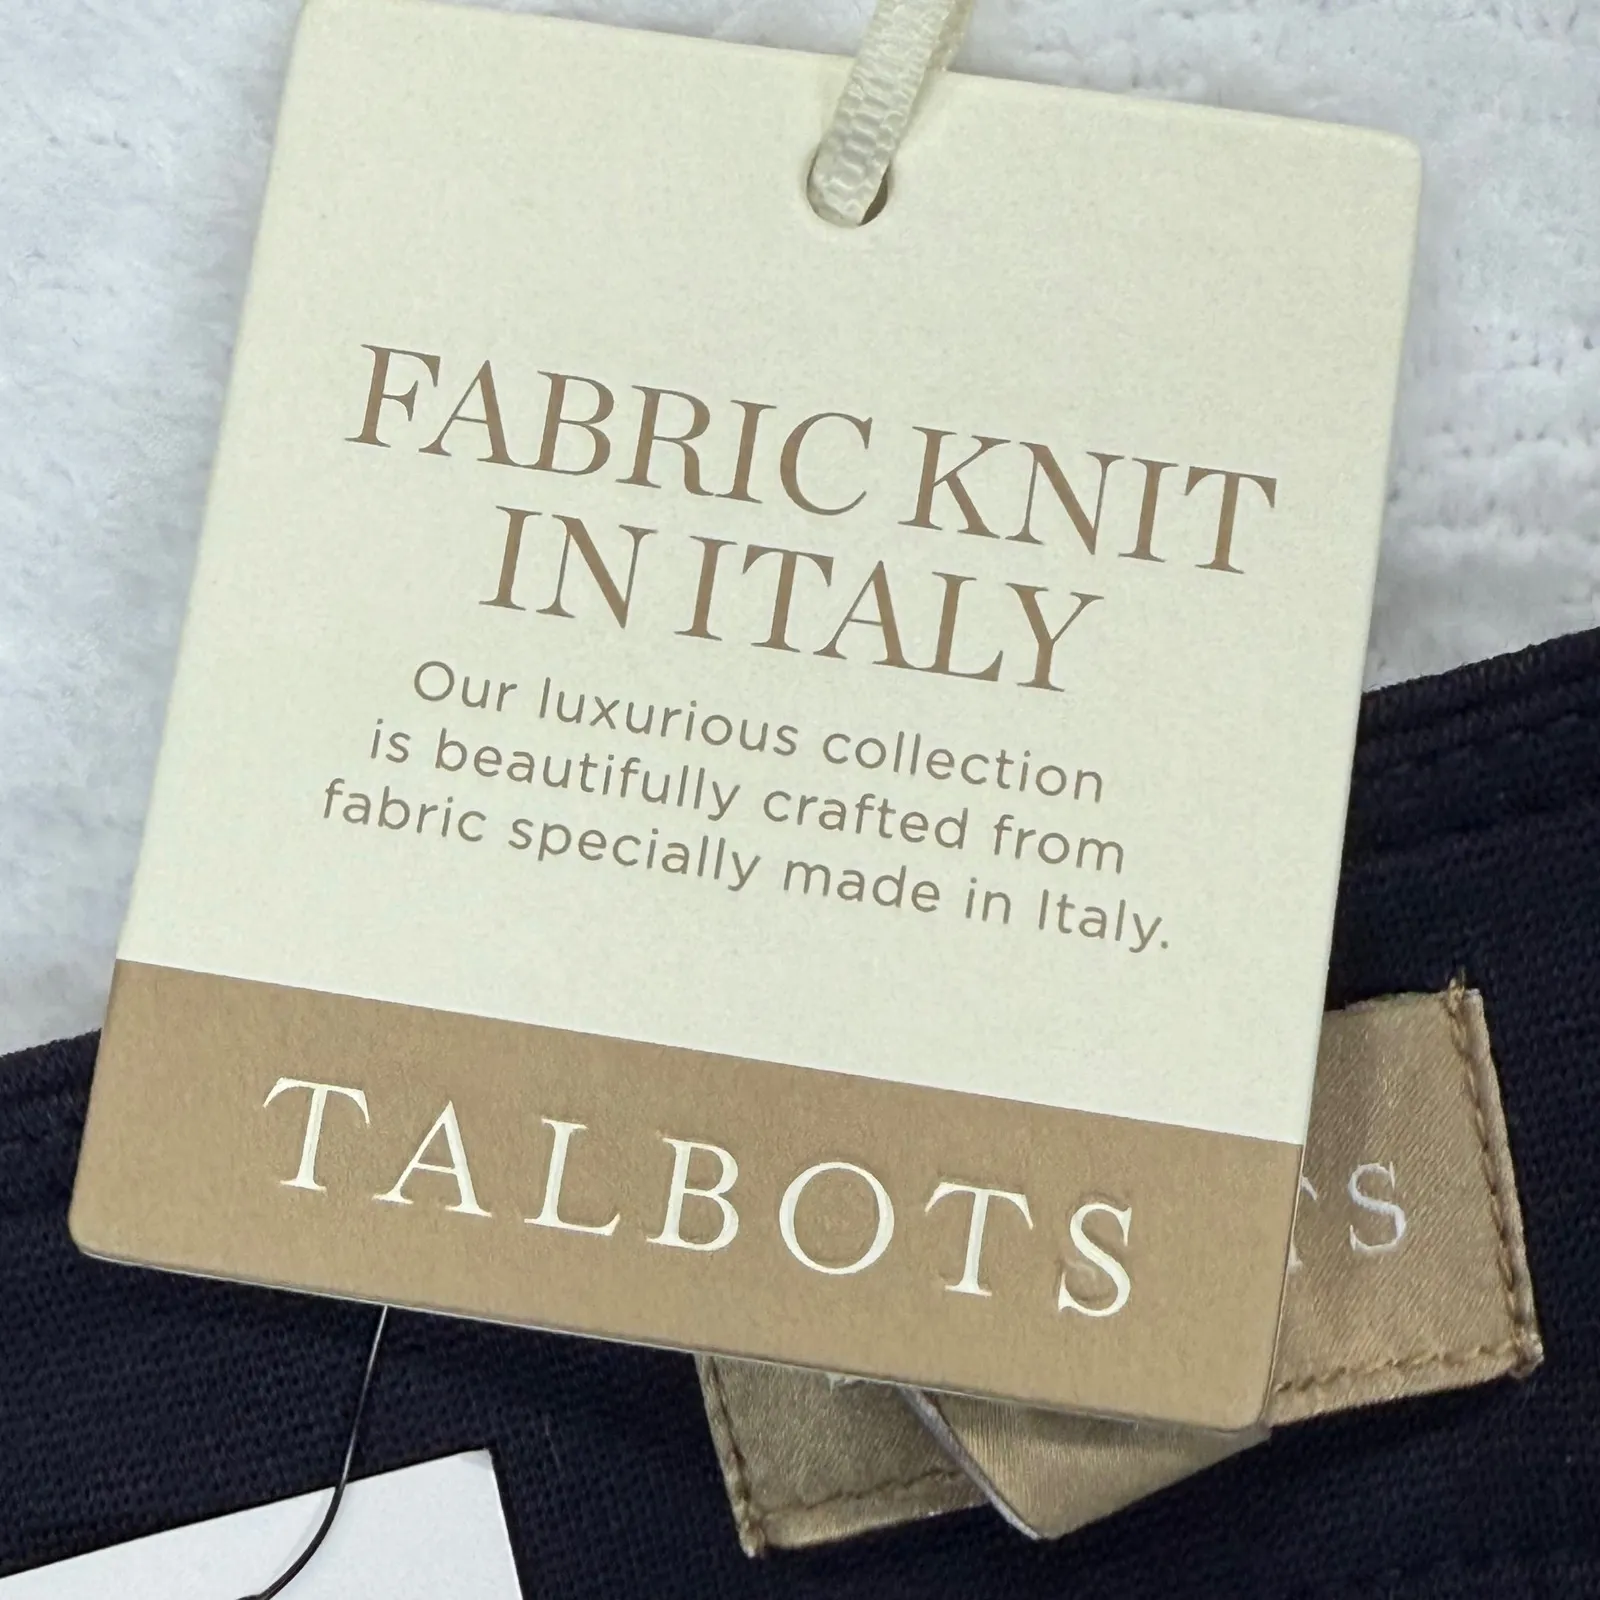 FABRIC KNIT
IN ITALY
Our luxurious collection
is beautifully crafted from
fabric specially made in Italy.
TALBOTS